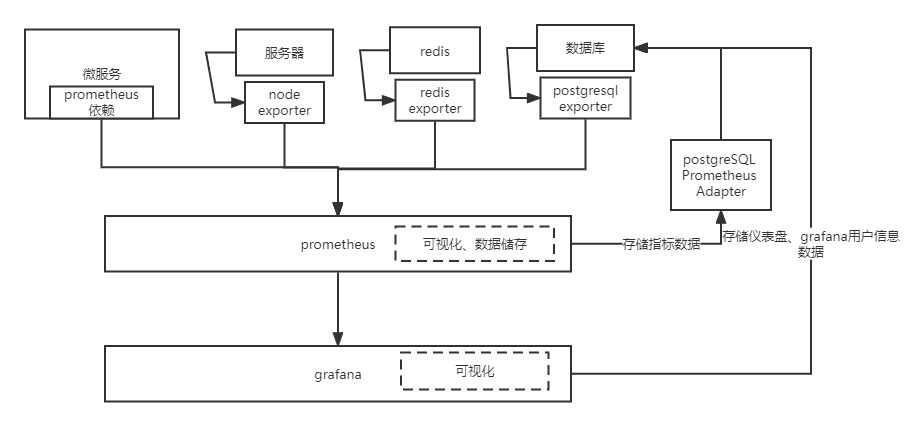 微服务
prometheus
依赖
服务器
node
exporter
redis
redis
exporter
数据库
postgresql
exporter
postgreSQL
Prometheus
Adapter
prometheus
可视化、数据储存
存储指标数据
存储仪表盘、grafana用户信息
数据
grafana
可视化